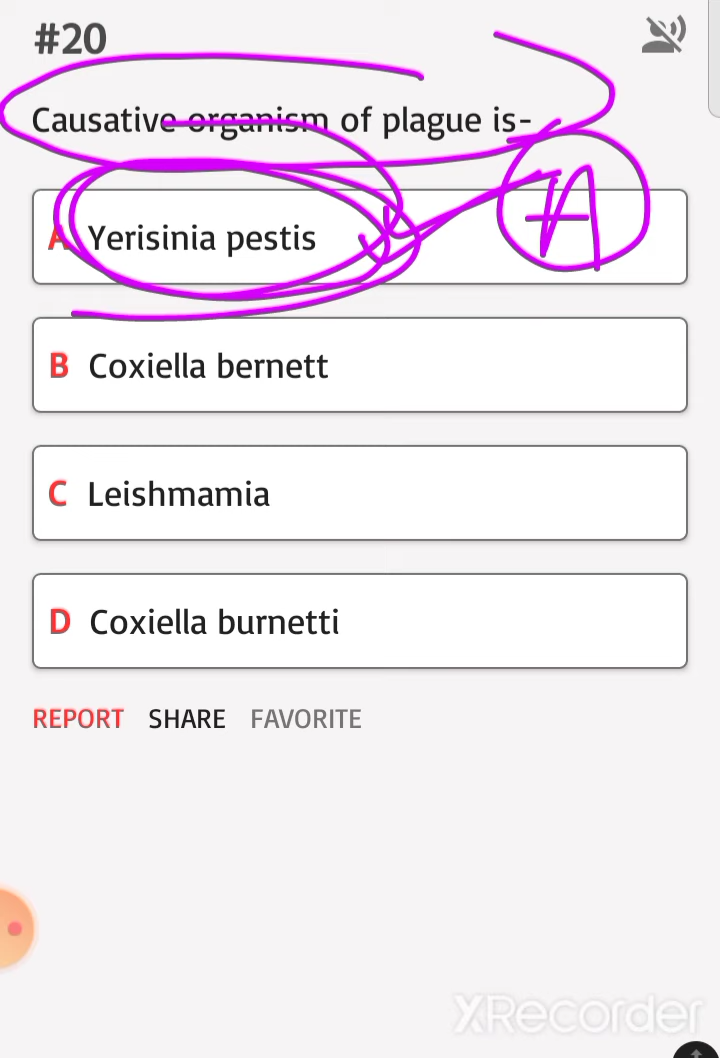 #20
Causative organism of plague is-
A
A Yerisinia pestis
B Coxiella bernett
C Leishmamia
D Coxiella burnetti
REPORT SHARE FAVORITE
XRecorder